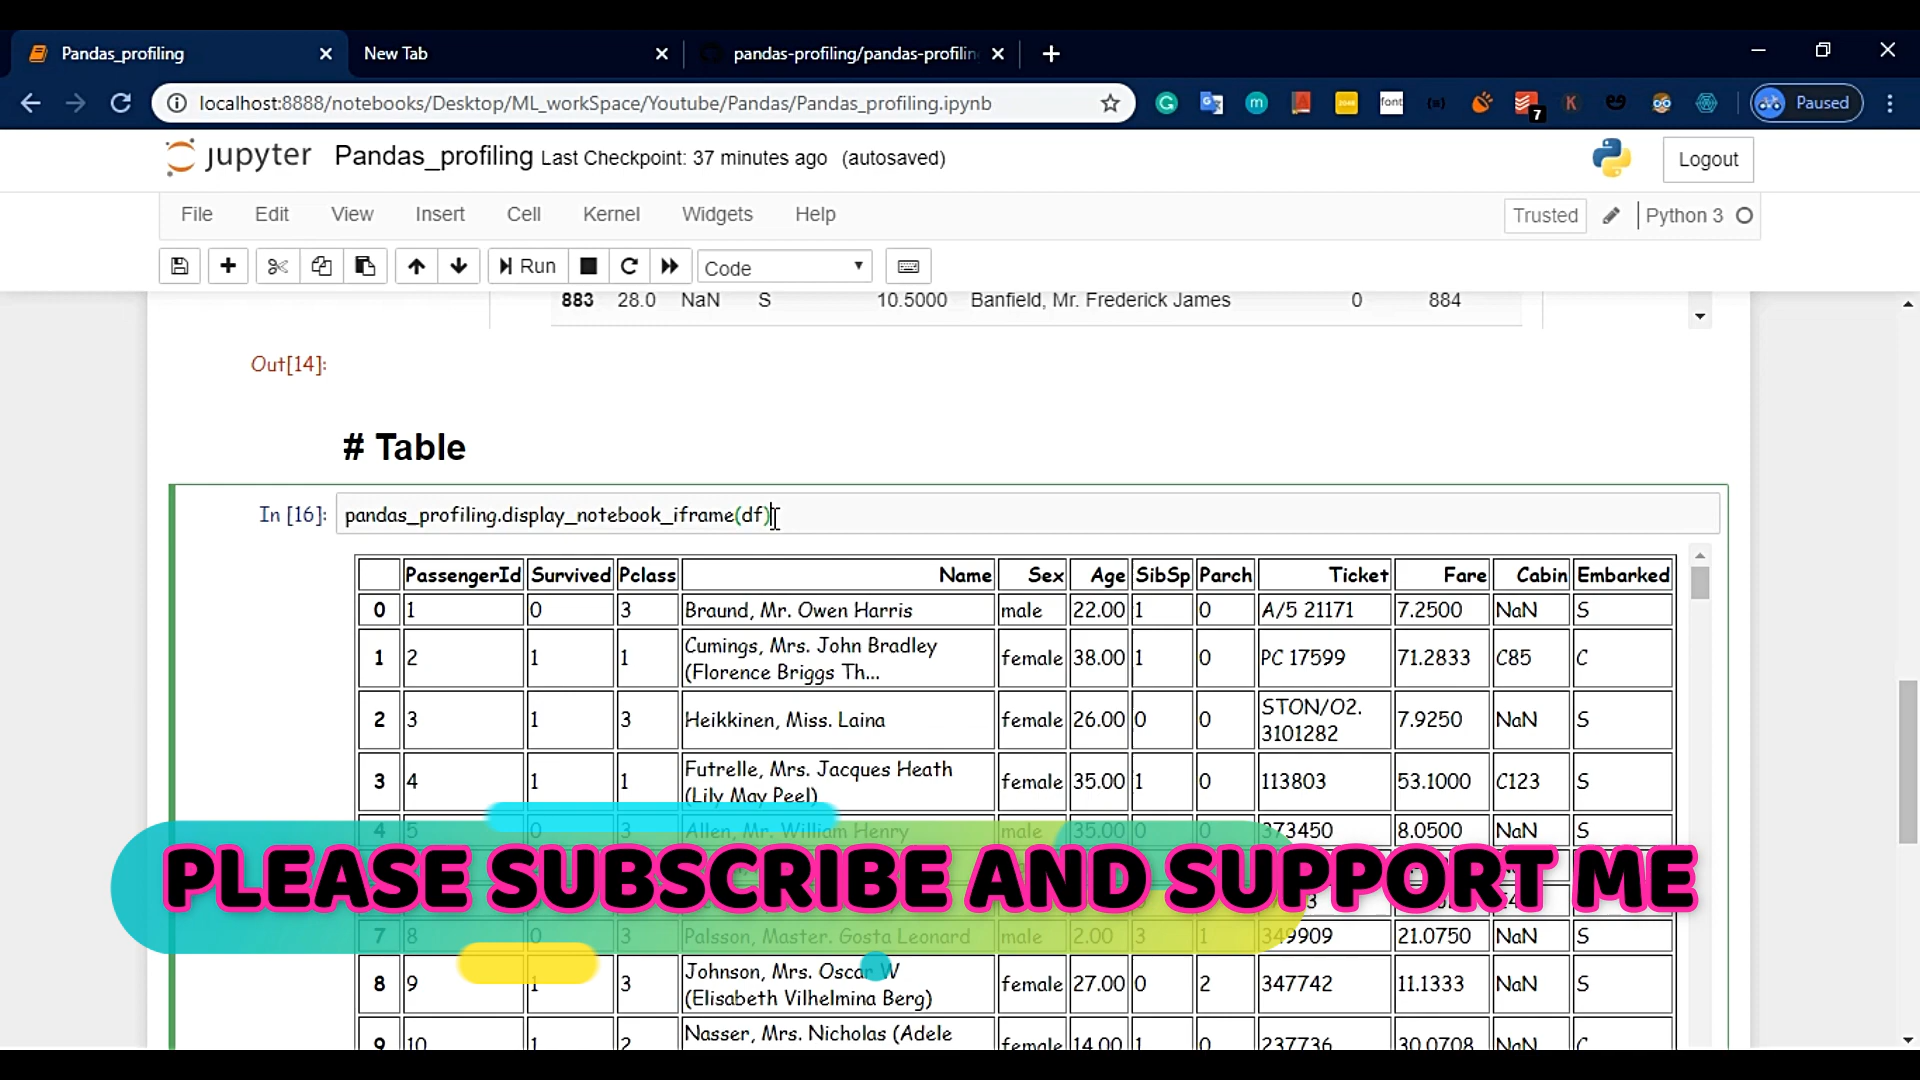 Pandas_profiling
New Tab
pandas-profiling/pandas-profilin
localhost:8888/notebooks/Desktop/ML_workSpace/Youtube/Pandas/Pandas_profiling.ipynb
font
7
K
Paused
jupyter Pandas_profiling Last Checkpoint: 37 minutes ago (autosaved)
Logout
File Edit View Insert Cell Kernel Widgets Help
Trusted Python 3
Run Code
883 28.0 NaN S 10.5000 Banfield, Mr. Frederick James 0 884
Out[14]:
# Table
In [16]: pandas_profiling.display_notebook_iframe(df)
PassengerId Survived Pclass Name Sex Age SibSp Parch Ticket Fare Cabin Embarked
0 1 0 3 Braund, Mr. Owen Harris male 22.00 1 0 A/5 21171 7.2500 NaN S
1 2 1 1 Cumings, Mrs. John Bradley (Florence Briggs Th... female 38.00 1 0 PC 17599 71.2833 C85 C
2 3 1 3 Heikkinen, Miss. Laina female 26.00 0 0 STON/O2. 3101282 7.9250 NaN S
3 4 1 1 Futrelle, Mrs. Jacques Heath (Lily May Peel) female 35.00 1 0 113803 53.1000 C123 S
4 5 0 3 Allen, Mr. William Henry male 35.00 0 0 373450 8.0500 NaN S
PLEASE SUBSCRIBE AND SUPPORT ME
7 8 0 3 Palsson, Master. Gosta Leonard male 2.00 3 1 349909 21.0750 NaN S
8 9 1 3 Johnson, Mrs. Oscar W (Elisabeth Vilhelmina Berg) female 27.00 0 2 347742 11.1333 NaN S
9 10 1 2 Nasser, Mrs. Nicholas (Adele female 14.00 1 0 237736 30.0708 NaN C